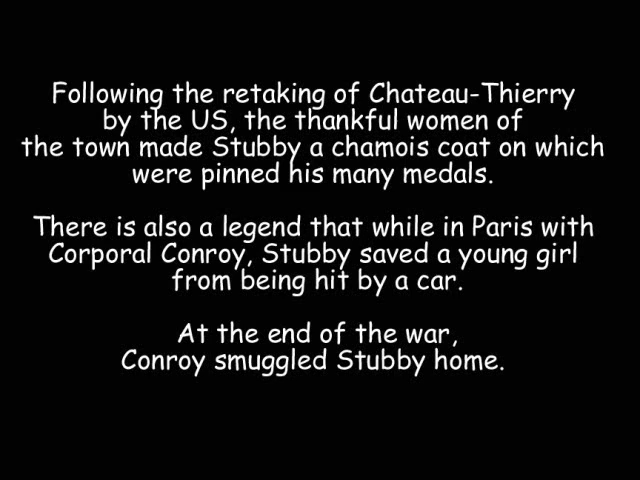 Following the retaking of Chateau-Thierry
by the US, the thankful women of
the town made Stubby a chamois coat on which
were pinned his many medals.
There is also a legend that while in Paris with
Corporal Conroy, Stubby saved a young girl
from being hit by a car.
At the end of the war,
Conroy smuggled Stubby home.